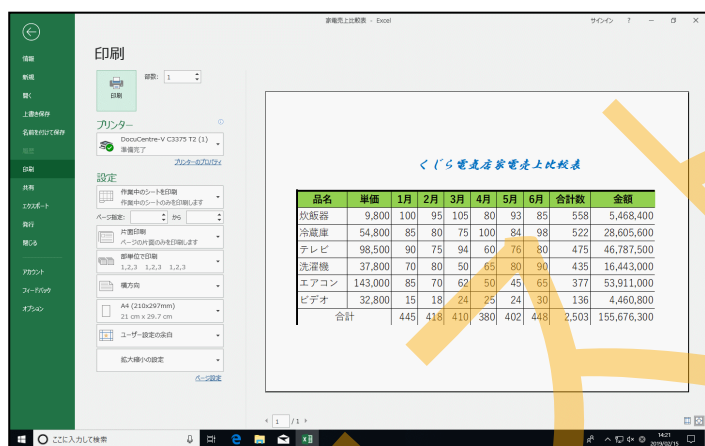 家電売上比較表 - Excel
サインイン ?
情報
新規
開く
上書き保存
名前を付けて保存
履歴
印刷
共有
エクスポート
発行
閉じる
アカウント
フィードバック
オプション
印刷
印刷
部数: 1
プリンター
DocuCentre-V C3375 T2 (1)
準備完了
プリンターのプロパティ
設定
作業中のシートを印刷
作業中のシートのみを印刷します
ページ指定: から
片面印刷
ページの片面のみを印刷します
部単位で印刷
1,2,3 1,2,3 1,2,3
横方向
A4 (210x297mm)
21 cm x 29.7 cm
ユーザー設定の余白
拡大縮小の設定
ページ設定
くじら電気店家電売上比較表
品名 単価 1月 2月 3月 4月 5月 6月 合計数 金額
炊飯器 9,800 100 95 105 80 93 85 558 5,468,400
冷蔵庫 54,800 85 80 75 100 84 98 522 28,605,600
テレビ 98,500 90 75 94 60 76 80 475 46,787,500
洗濯機 37,800 70 80 50 65 80 90 435 16,443,000
エアコン 143,000 85 70 62 50 45 65 377 53,911,000
ビデオ 32,800 15 18 24 25 24 30 136 4,460,800
合計 445 418 410 380 402 448 2,503 155,676,300
1 /1
ここに入力して検索
14:21
2019/02/15